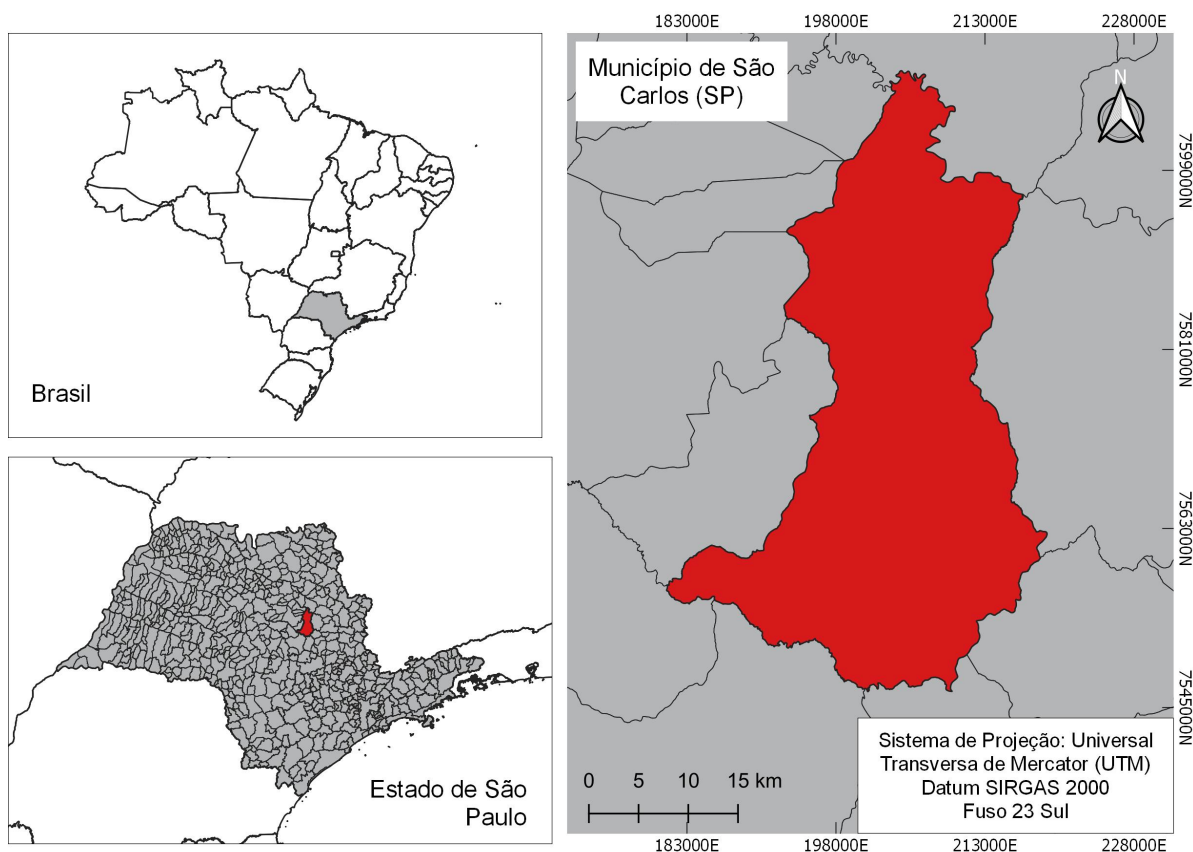 Brasil
Estado de São
Paulo
183000E 198000E 213000E 228000E
Município de São
Carlos (SP)
N
7599000N
7581000N
7563000N
7545000N
0 5 10 15 km
Sistema de Projeção: Universal
Transversa de Mercator (UTM)
Datum SIRGAS 2000
Fuso 23 Sul
183000E 198000E 213000E 228000E